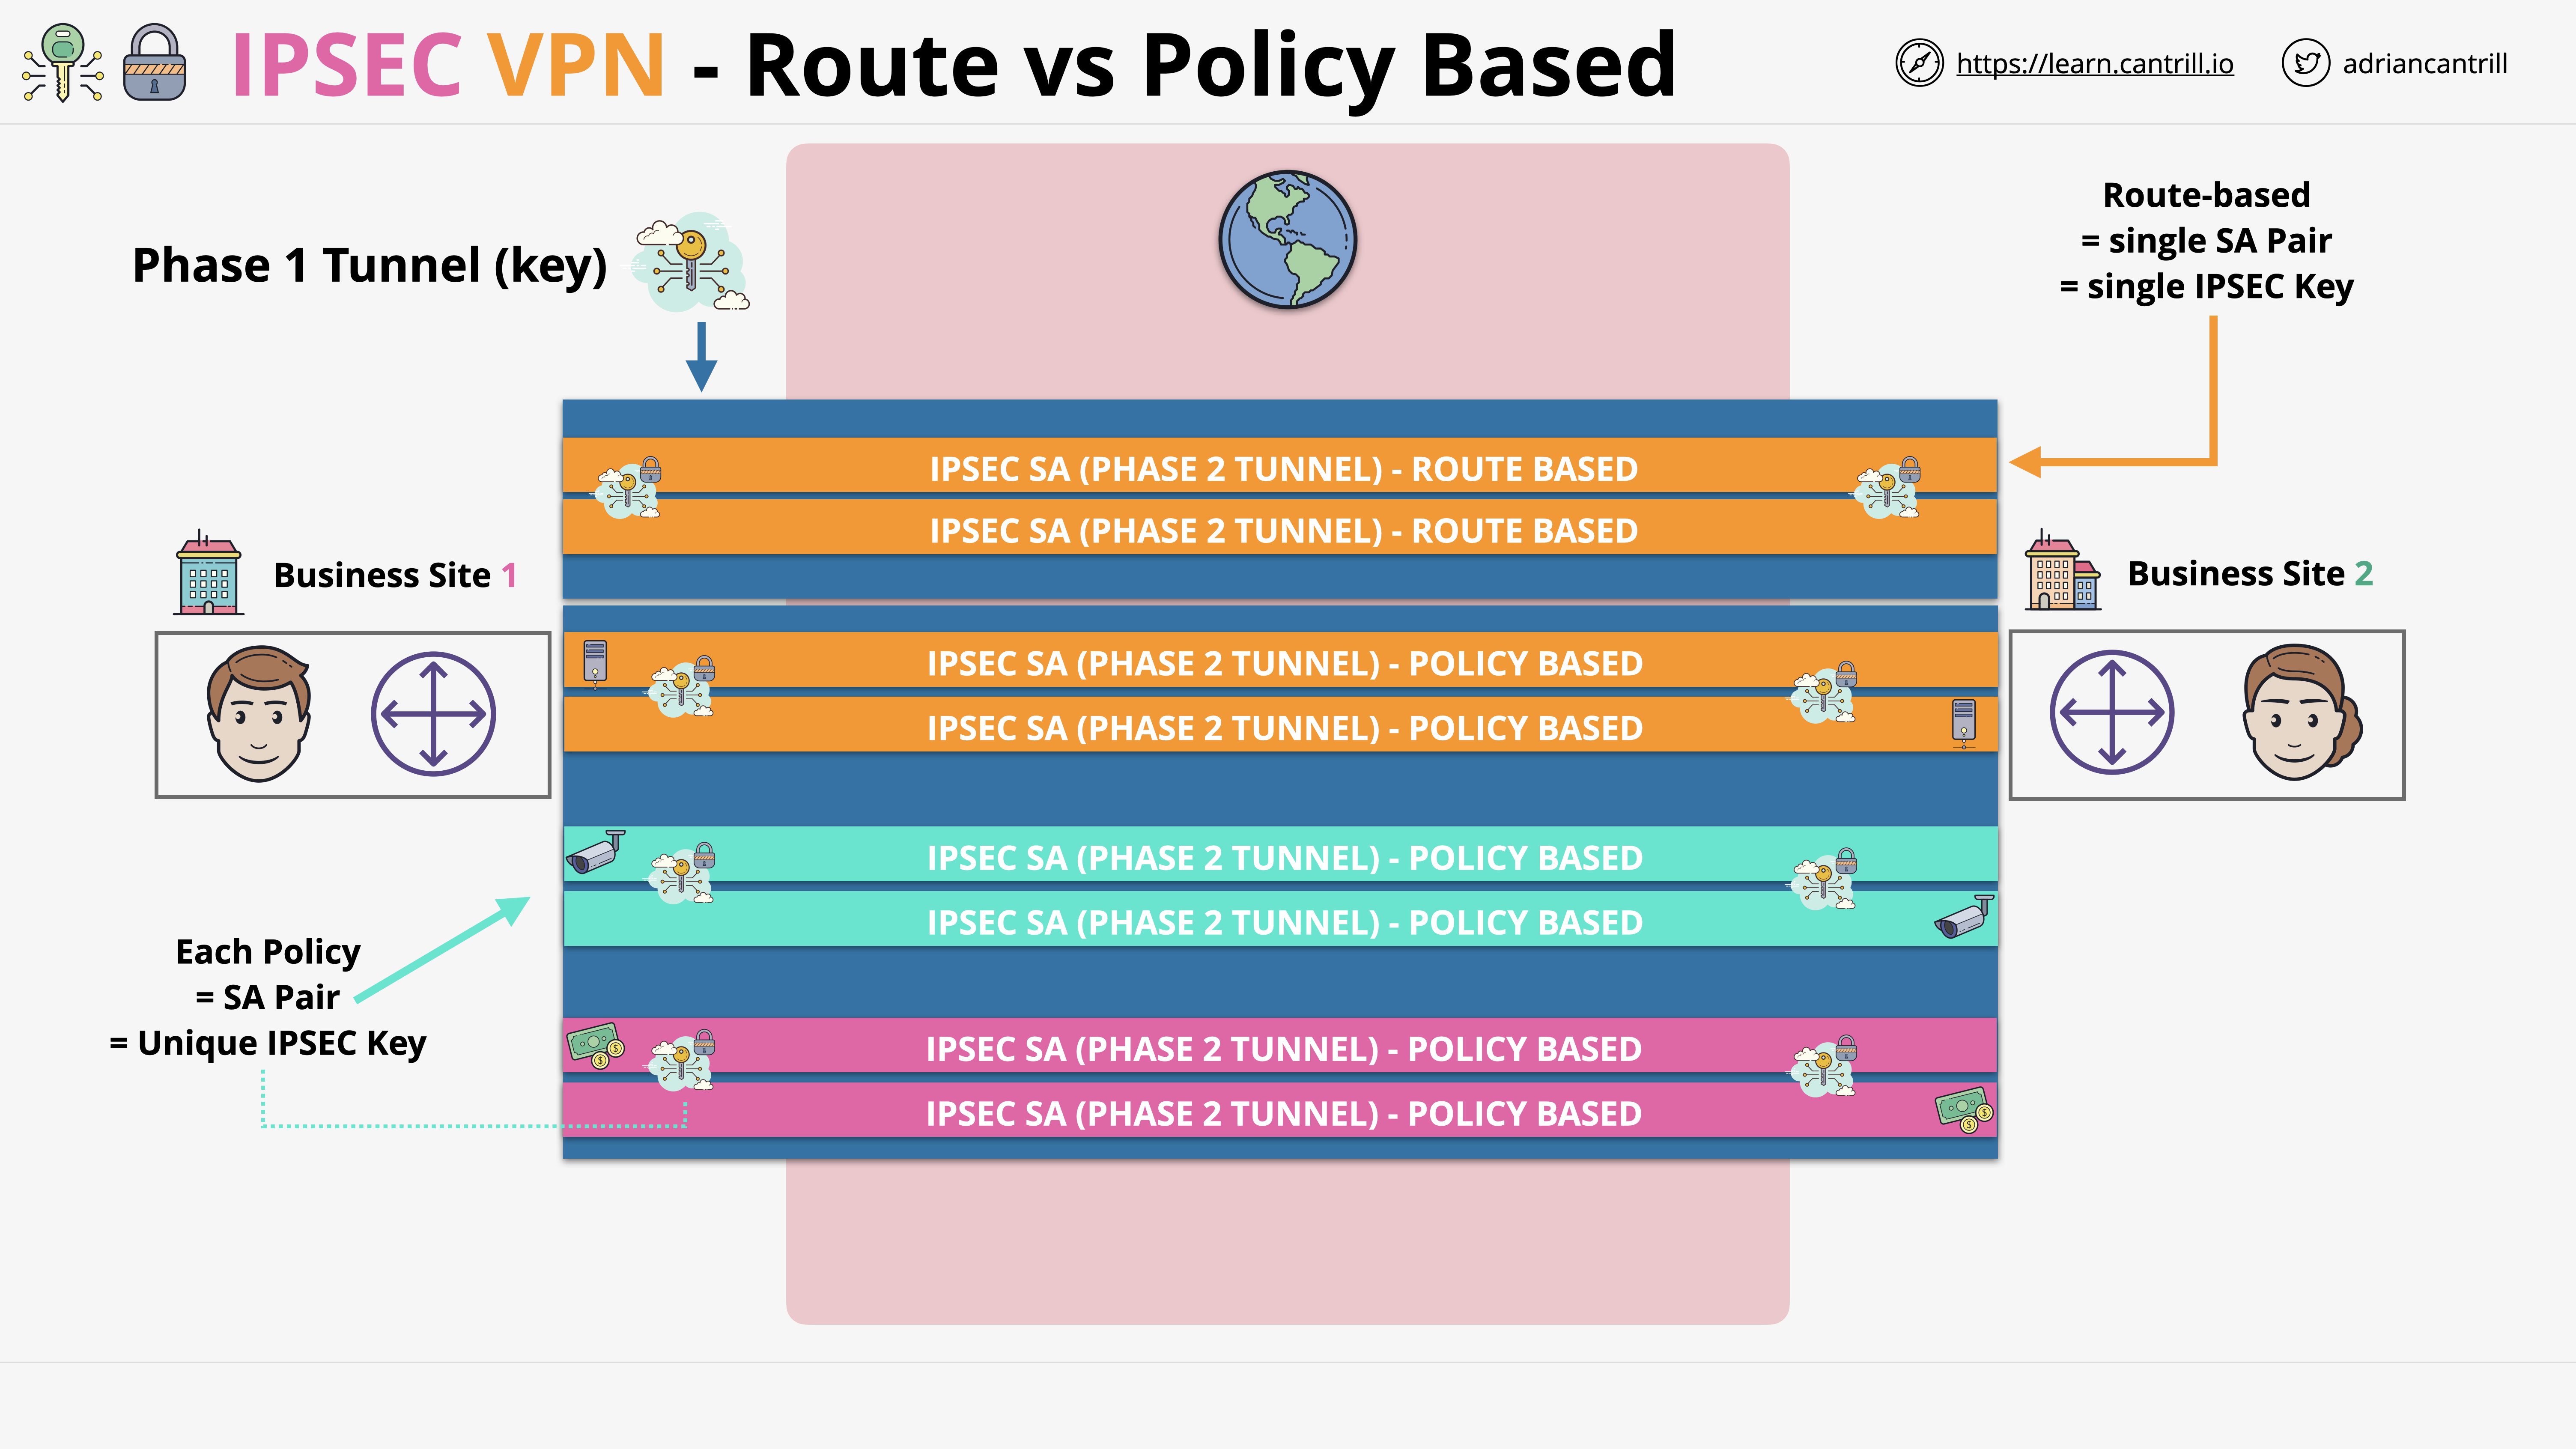 IPSEC VPN - Route vs Policy Based
https://learn.cantrill.io
adriancantrill
Phase 1 Tunnel (key)
Route-based
= single SA Pair
= single IPSEC Key
IPSEC SA (PHASE 2 TUNNEL) - ROUTE BASED
IPSEC SA (PHASE 2 TUNNEL) - ROUTE BASED
Business Site 1
Business Site 2
IPSEC SA (PHASE 2 TUNNEL) - POLICY BASED
IPSEC SA (PHASE 2 TUNNEL) - POLICY BASED
IPSEC SA (PHASE 2 TUNNEL) - POLICY BASED
IPSEC SA (PHASE 2 TUNNEL) - POLICY BASED
Each Policy
= SA Pair
= Unique IPSEC Key
IPSEC SA (PHASE 2 TUNNEL) - POLICY BASED
IPSEC SA (PHASE 2 TUNNEL) - POLICY BASED